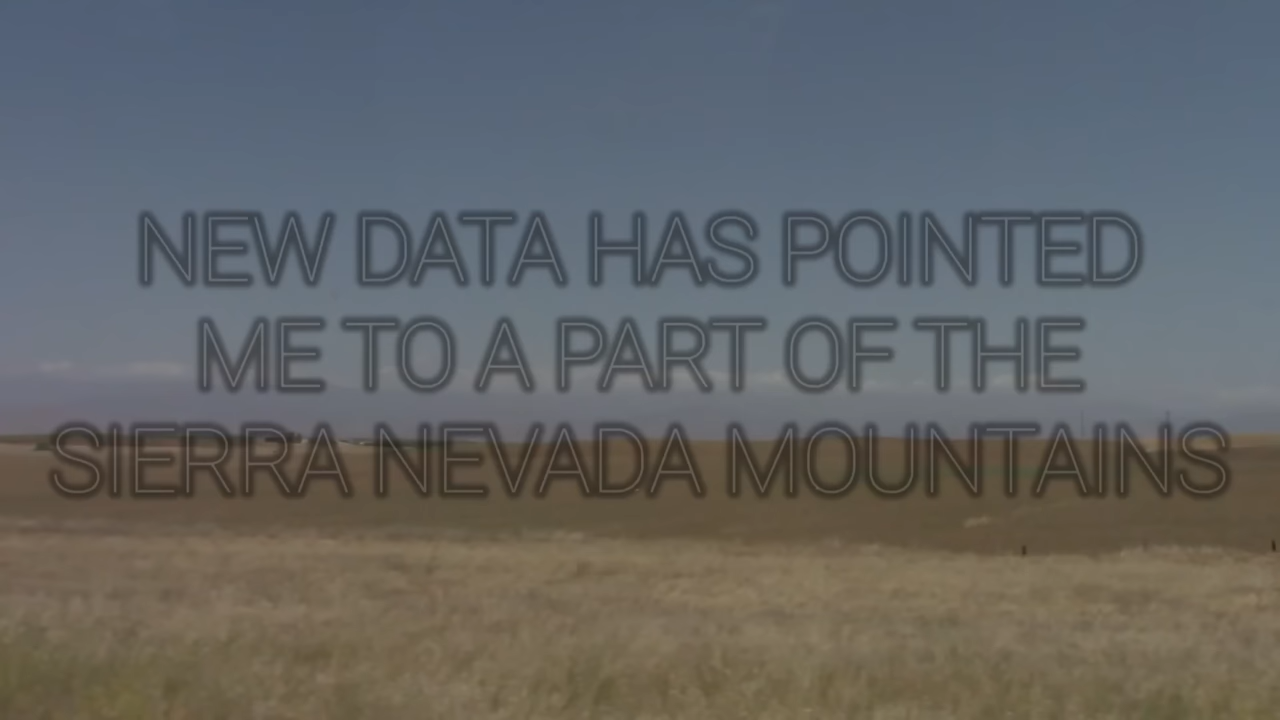 NEW DATA HAS POINTED
ME TO A PART OF THE
SIERRA NEVADA MOUNTAINS